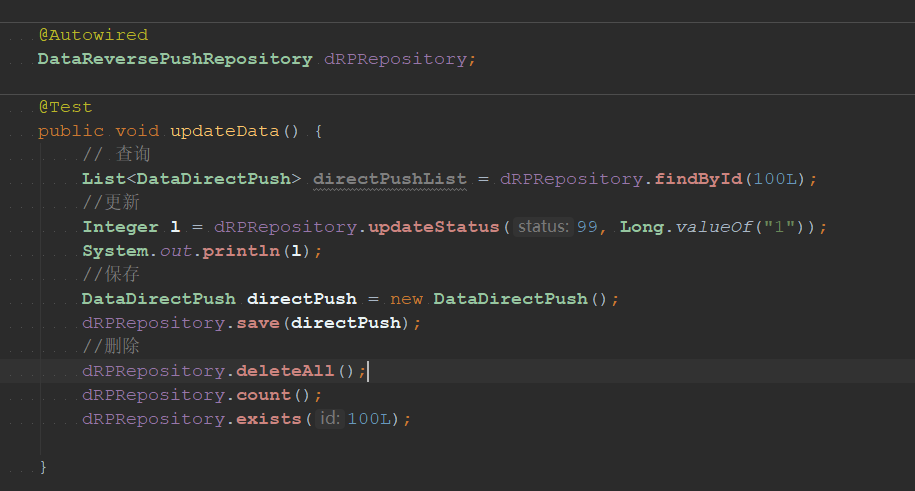 @Autowired
DataReversePushRepository dRPRepository;
@Test
public void updateData() {
// 查询
List<DataDirectPush> directPushList = dRPRepository.findById(100L);
//更新
Integer l = dRPRepository.updateStatus( status: 99, Long.valueOf("1"));
System.out.println(l);
//保存
DataDirectPush directPush = new DataDirectPush();
dRPRepository.save(directPush);
//删除
dRPRepository.deleteAll();
dRPRepository.count();
dRPRepository.exists( id: 100L);
}